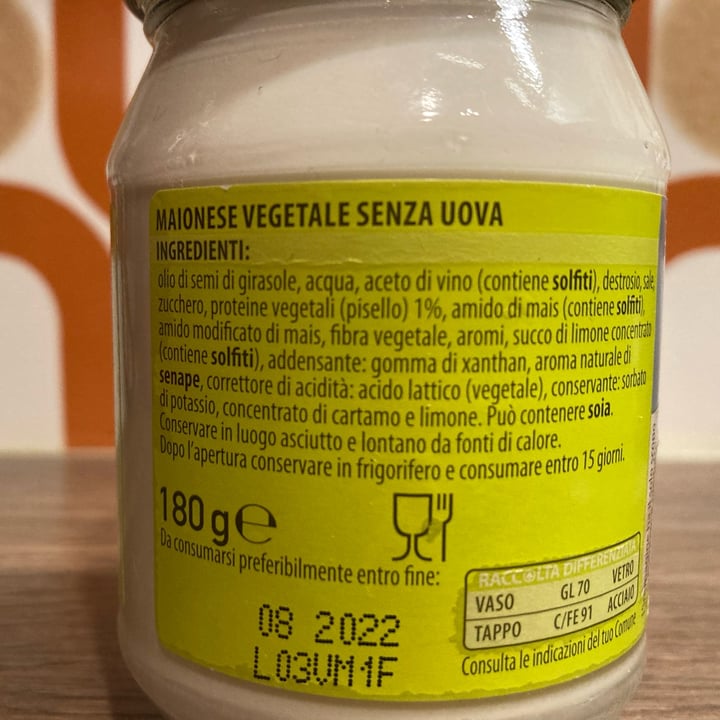 MAIONESE VEGETALE SENZA UOVA
INGREDIENTI:
olio di semi di girasole, acqua, aceto di vino (contiene solfiti), destrosio, sale,
zucchero, proteine vegetali (pisello) 1%, amido di mais (contiene solfiti),
amido modificato di mais, fibra vegetale, aromi, succo di limone concentrato
(contiene solfiti), addensante: gomma di xanthan, aroma naturale di
senape, correttore di acidità: acido lattico (vegetale), conservante: sorbato
di potassio, concentrato di cartamo e limone. Può contenere soia.
Conservare in luogo asciutto e lontano da fonti di calore.
Dopo l'apertura conservare in frigorifero e consumare entro 15 giorni.
180 g e
Da consumarsi preferibilmente entro fine:
08 2022
L03VM1F
RACCOLTA DIFFERENZIATA
VASO GL 70 VETRO
TAPPO C/FE 91 ACCIAIO
Consulta le indicazioni del tuo Comune